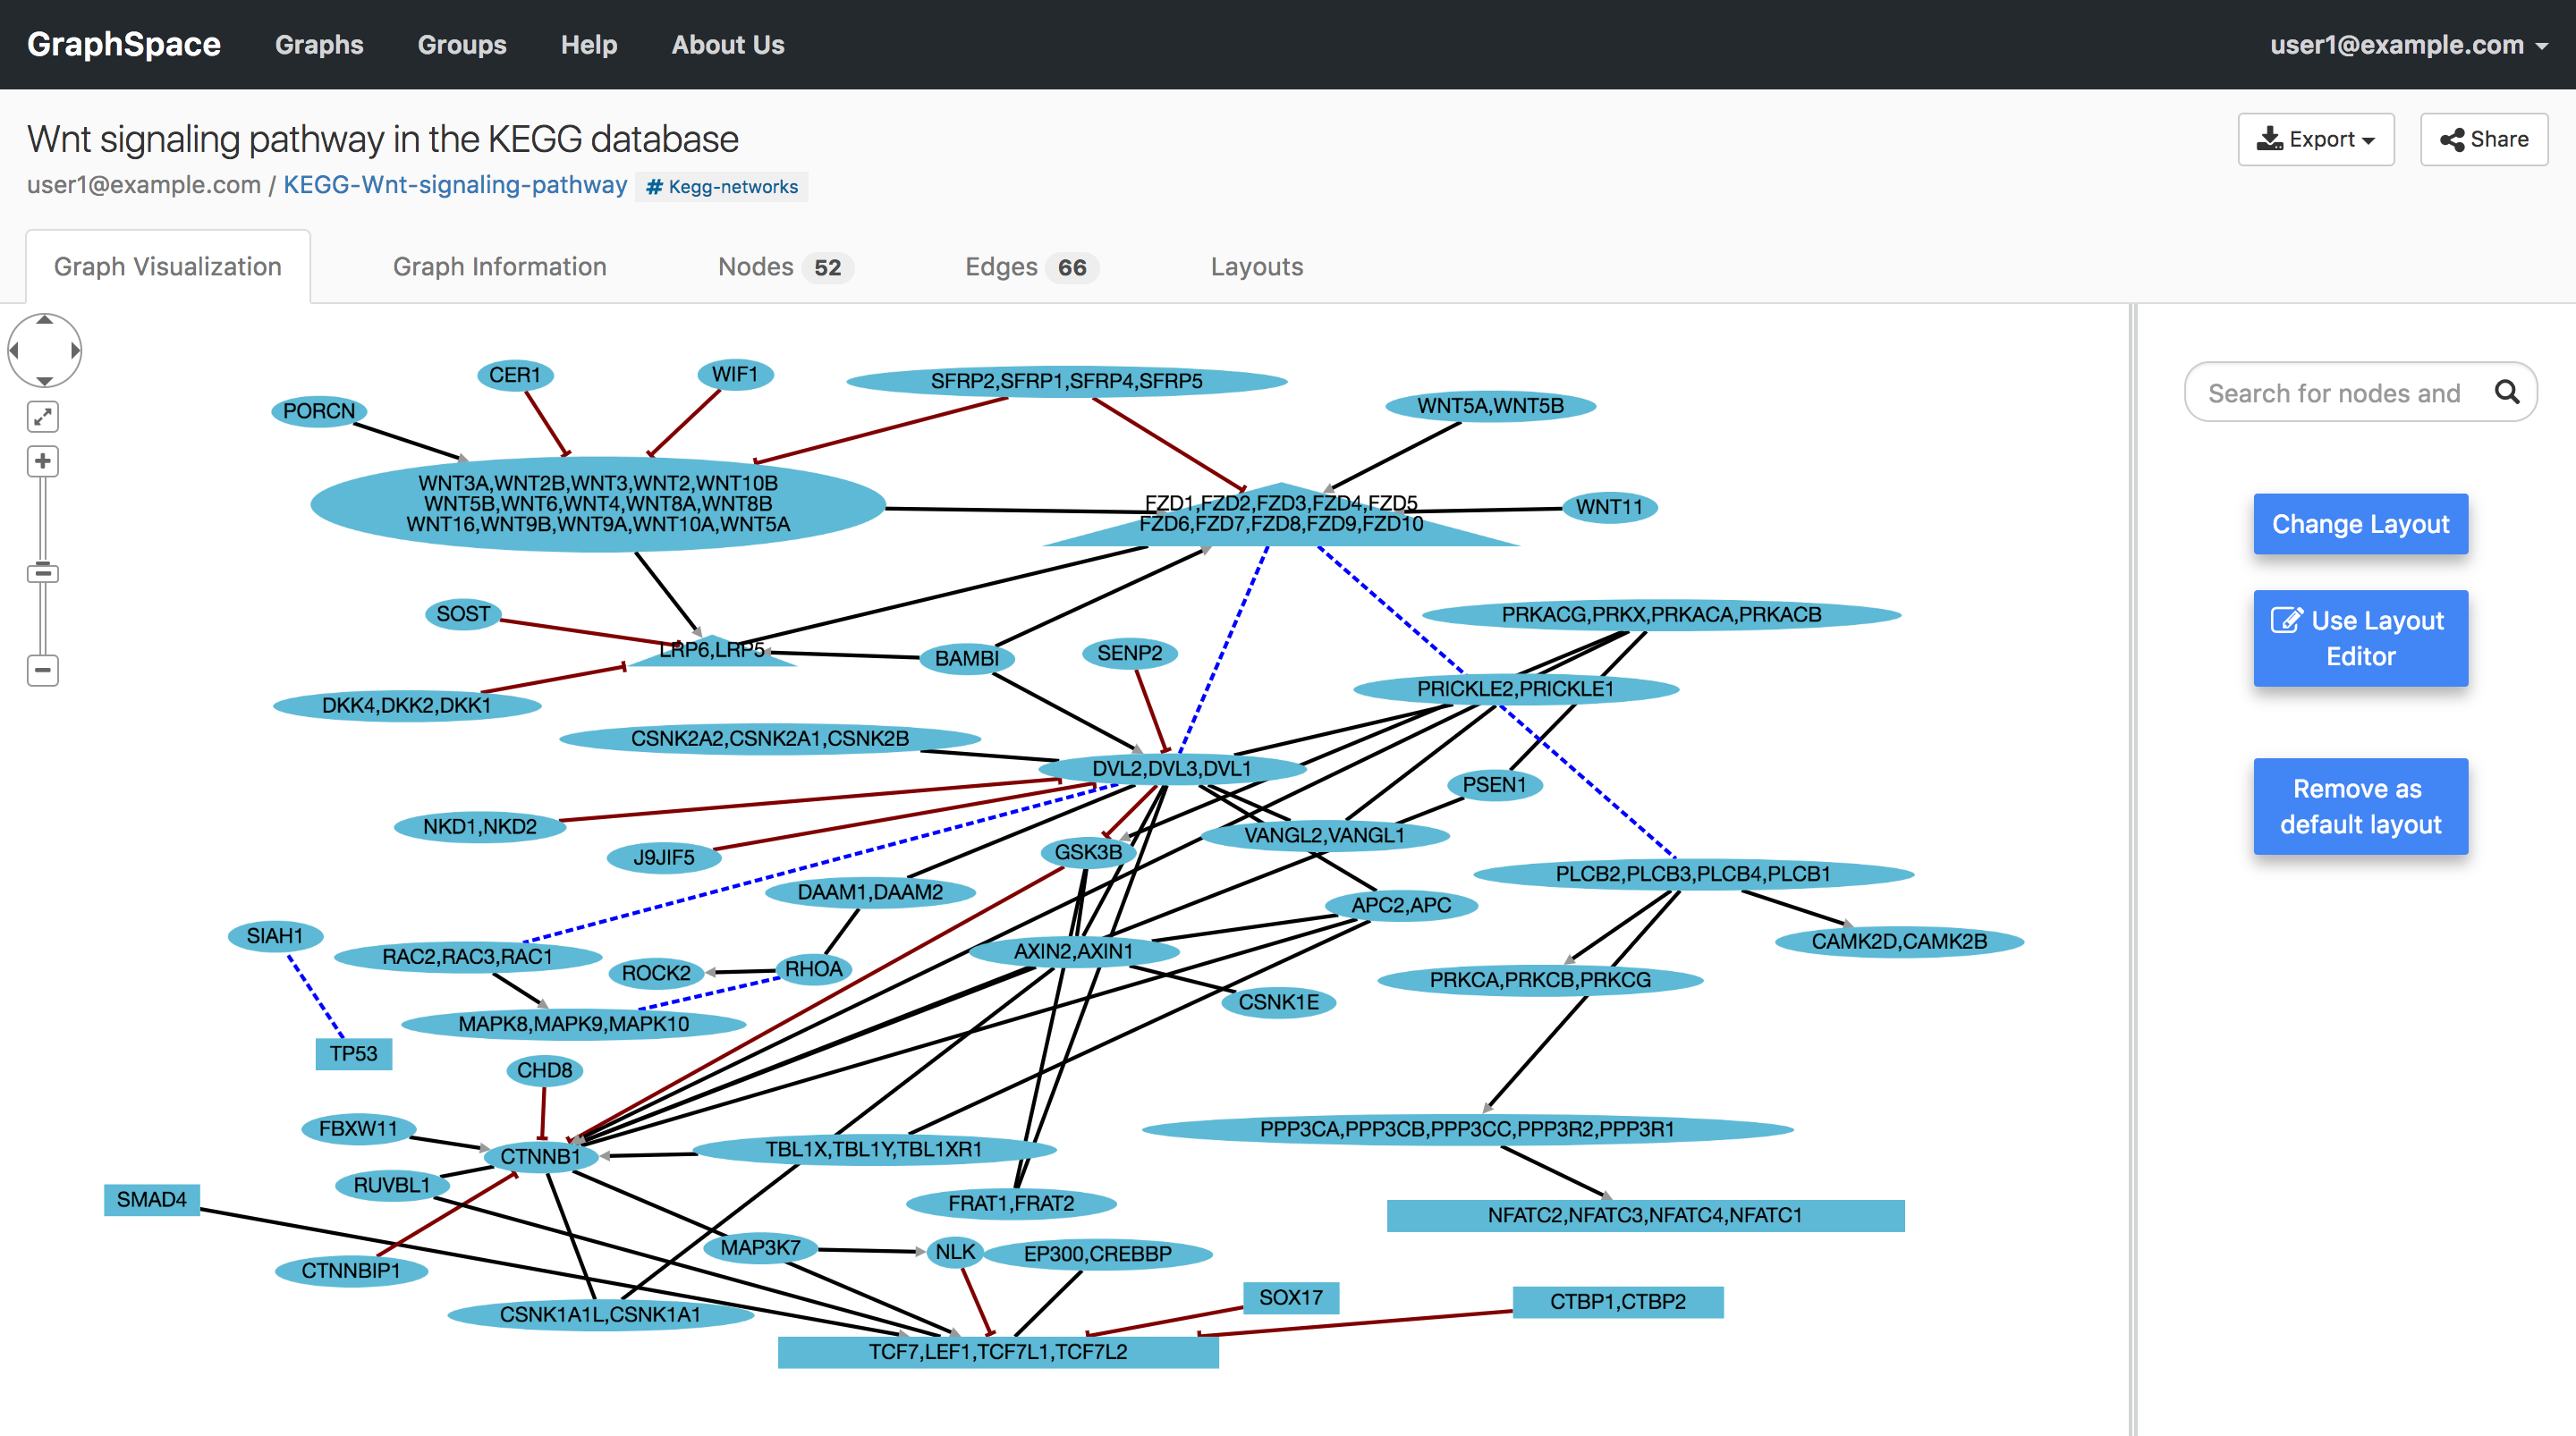 GraphSpace Graphs Groups Help About Us user1@example.com
Wnt signaling pathway in the KEGG database
Export
Share
user1@example.com / KEGG-Wnt-signaling-pathway # Kegg-networks
Graph Visualization Graph Information Nodes 52 Edges 66 Layouts
Search for nodes and
Change Layout
Use Layout
Editor
Remove as
default layout
CER1
WIF1
SFRP2,SFRP1,SFRP4,SFRP5
PORCN
WNT5A,WNT5B
WNT3A,WNT2B,WNT3,WNT2,WNT10B
WNT5B,WNT6,WNT4,WNT8A,WNT8B
WNT16,WNT9B,WNT9A,WNT10A,WNT5A
FZD1,FZD2,FZD3,FZD4,FZD5
FZD6,FZD7,FZD8,FZD9,FZD10
WNT11
SOST
PRKACG,PRKX,PRKACA,PRKACB
LRP6,LRP5
BAMBI
SENP2
PRICKLE2,PRICKLE1
DKK4,DKK2,DKK1
CSNK2A2,CSNK2A1,CSNK2B
DVL2,DVL3,DVL1
PSEN1
NKD1,NKD2
VANGL2,VANGL1
J9JIF5
GSK3B
PLCB2,PLCB3,PLCB4,PLCB1
DAAM1,DAAM2
APC2,APC
SIAH1
CAMK2D,CAMK2B
RAC2,RAC3,RAC1
AXIN2,AXIN1
ROCK2
RHOA
PRKCA,PRKCB,PRKCG
CSNK1E
MAPK8,MAPK9,MAPK10
TP53
CHD8
FBXW11
PPP3CA,PPP3CB,PPP3CC,PPP3R2,PPP3R1
CTNNB1
TBL1X,TBL1Y,TBL1XR1
RUVBL1
SMAD4
FRAT1,FRAT2
NFATC2,NFATC3,NFATC4,NFATC1
MAP3K7
NLK
EP300,CREBBP
CTNNBIP1
SOX17
CTBP1,CTBP2
CSNK1A1L,CSNK1A1
TCF7,LEF1,TCF7L1,TCF7L2